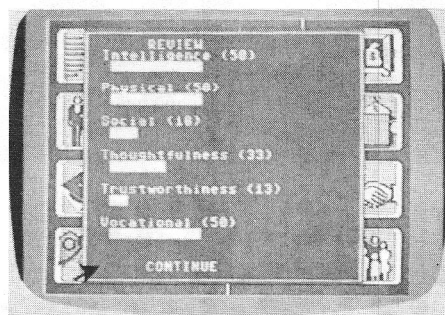 REVIEW
Intelligence (50)
Physical (50)
Social (10)
Thoughtfulness (33)
Trustworthiness (13)
Vocational (50)
CONTINUE